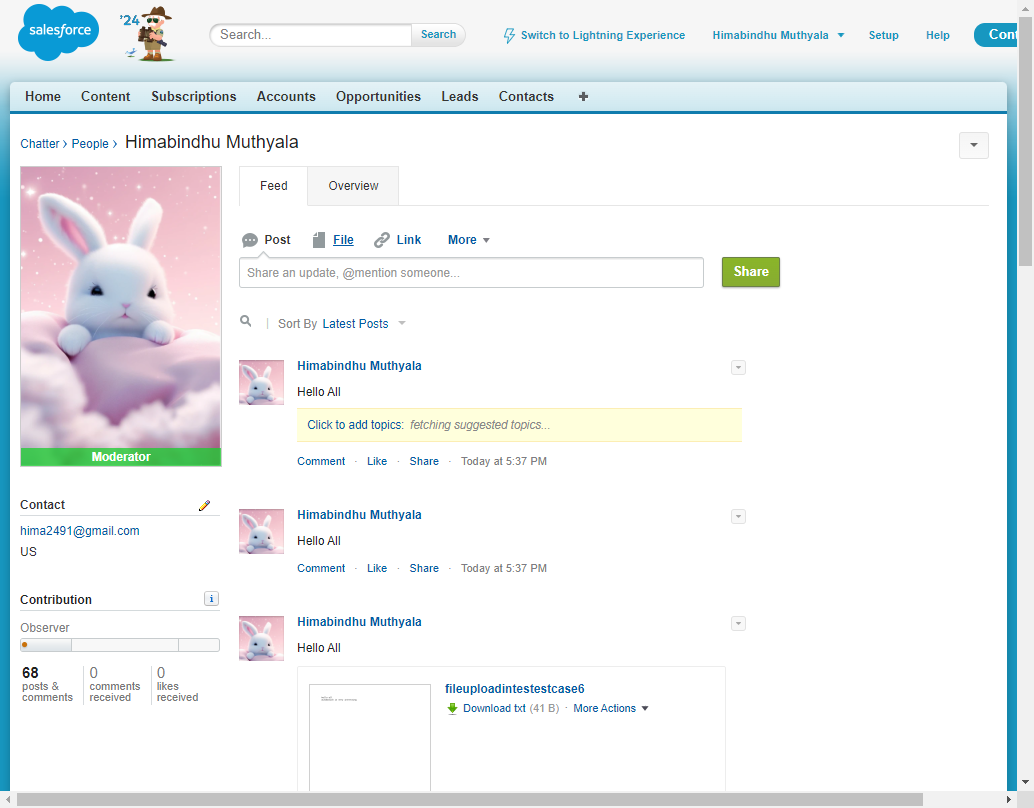 salesforce
'24
Search...
Search
Switch to Lightning Experience
Himabindhu Muthyala
Setup
Help
Cont
Home
Content
Subscriptions
Accounts
Opportunities
Leads
Contacts
Chatter › People › Himabindhu Muthyala
Feed
Overview
Post
File
Link
More
Share an update, @mention someone...
Share
Sort By Latest Posts
Himabindhu Muthyala
Hello All
Click to add topics: fetching suggested topics...
Comment · Like · Share · Today at 5:37 PM
Moderator
Contact
hima2491@gmail.com
US
Himabindhu Muthyala
Hello All
Comment · Like · Share · Today at 5:37 PM
Contribution
i
Observer
68
posts &
comments
0
comments
received
0
likes
received
Himabindhu Muthyala
Hello All
fileuploadintestestcase6
Download txt (41 B) · More Actions